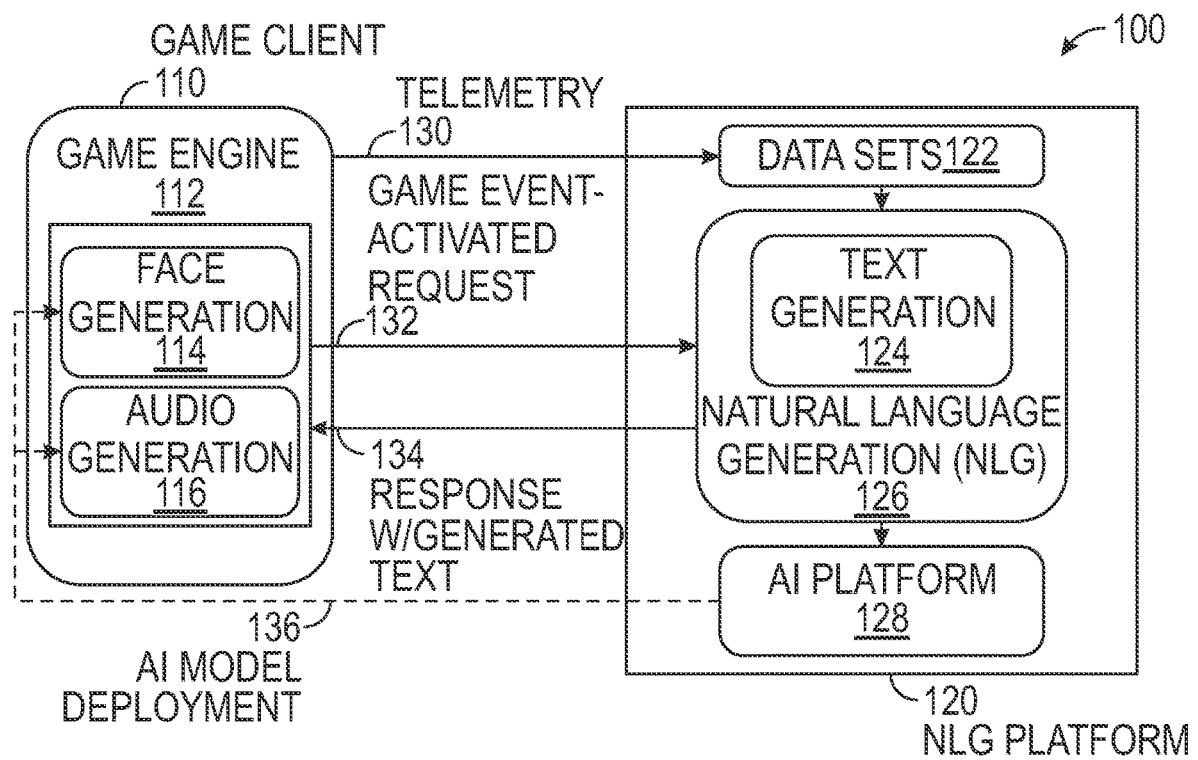 GAME CLIENT
110
100
TELEMETRY
130
GAME ENGINE
112
DATA SETS 122
GAME EVENT-
ACTIVATED
REQUEST
132
FACE
GENERATION
114
TEXT
GENERATION
124
AUDIO
GENERATION
116
NATURAL LANGUAGE
GENERATION (NLG)
126
134
RESPONSE
W/GENERATED
TEXT
AI PLATFORM
128
136
AI MODEL
DEPLOYMENT
120
NLG PLATFORM